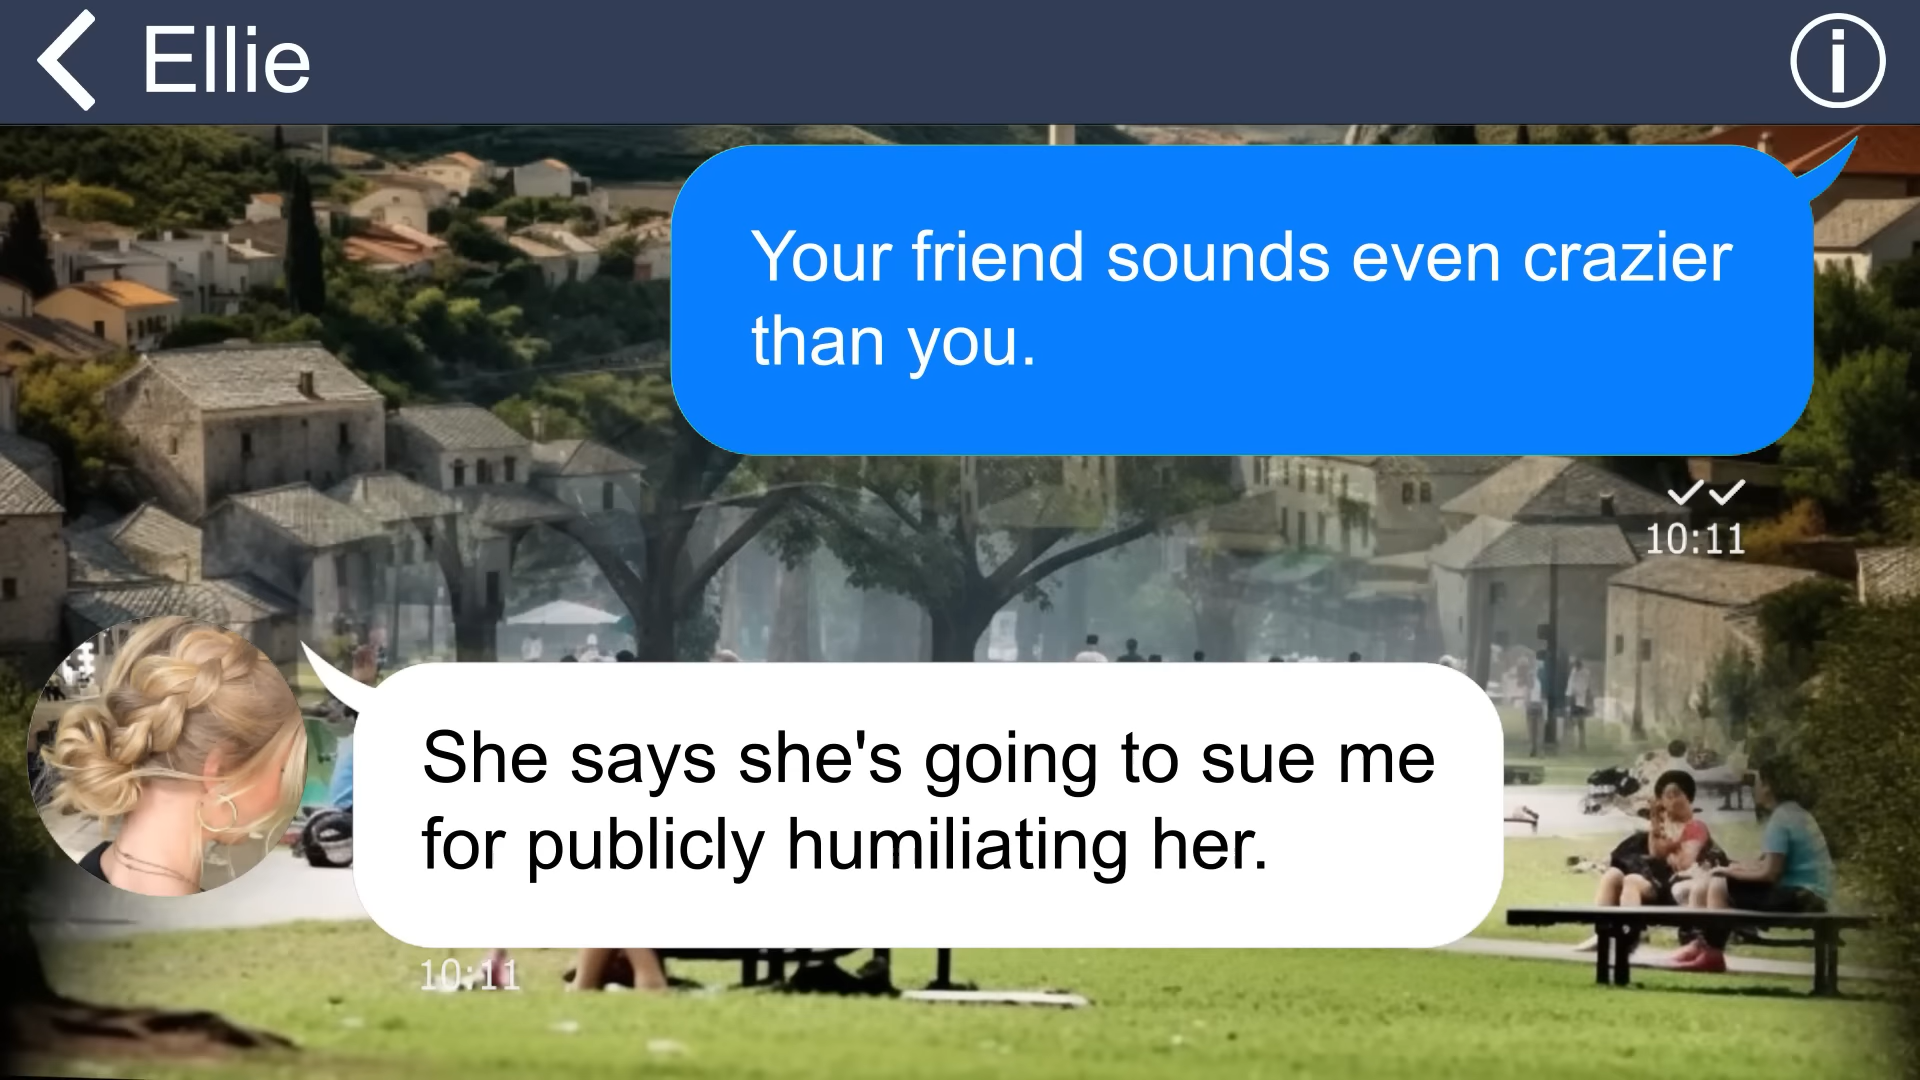 Ellie
Your friend sounds even crazier
than you.
10:11
She says she's going to sue me
for publicly humiliating her.
10:11